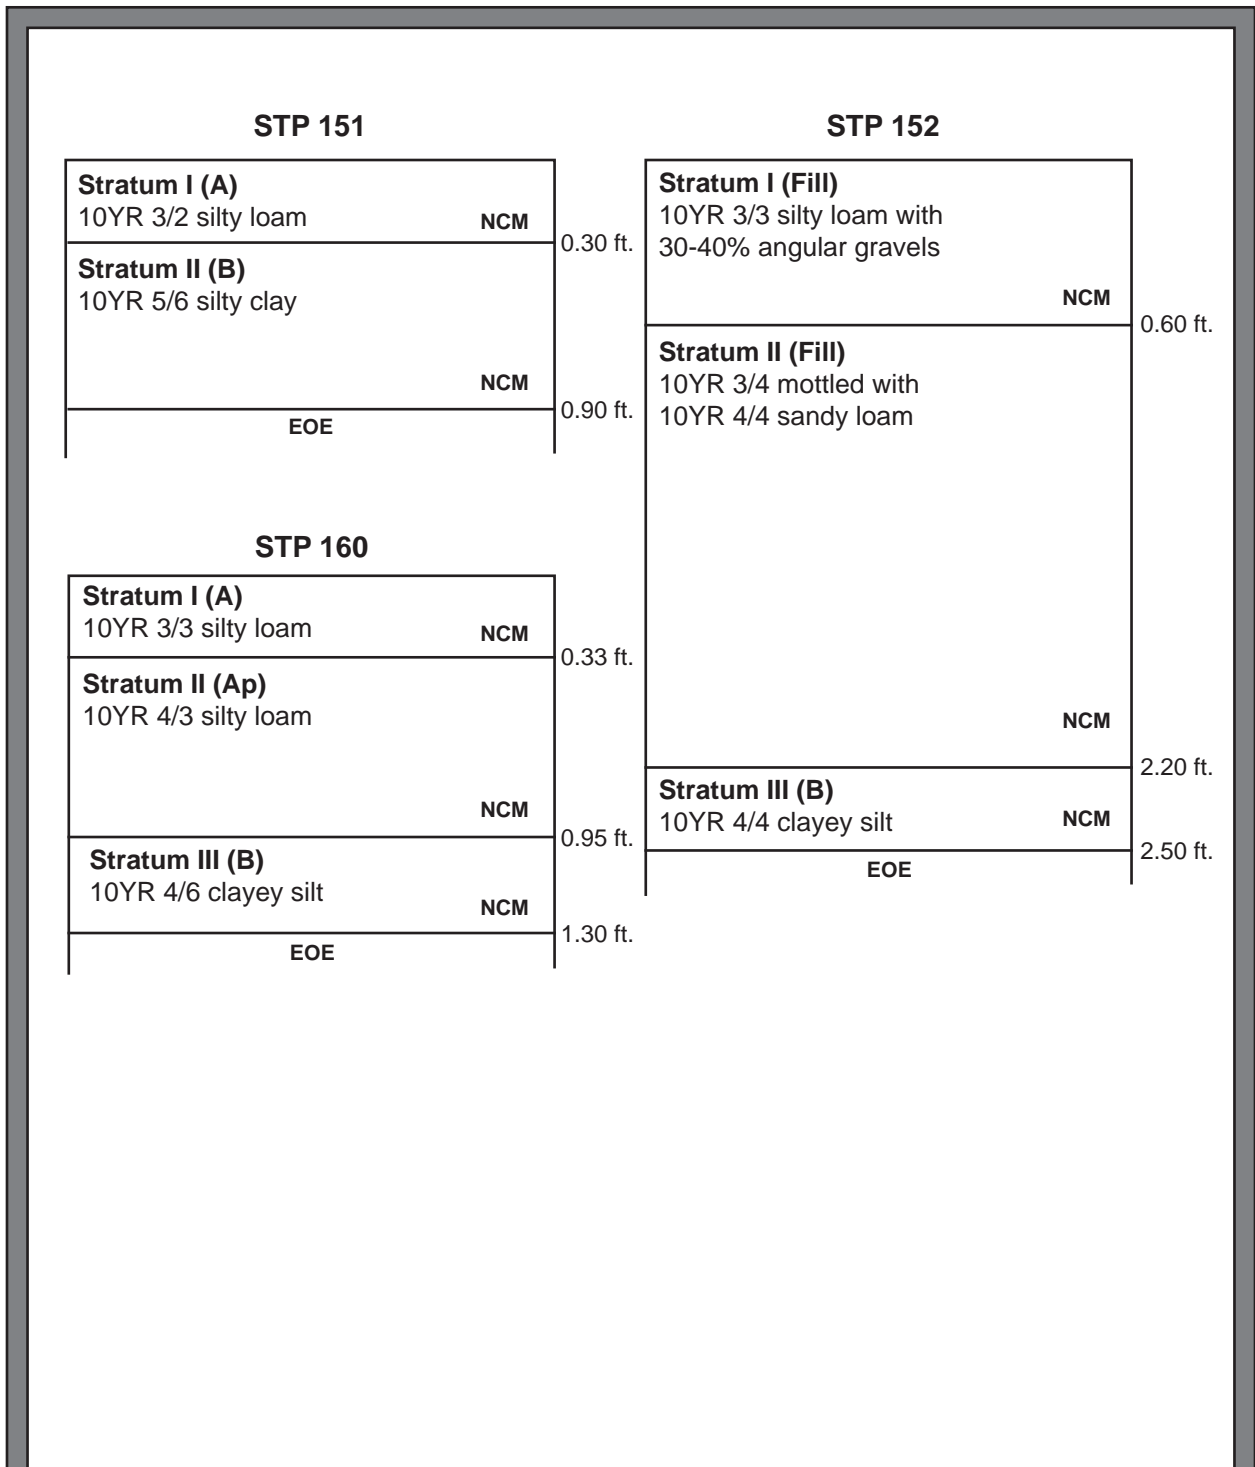 STP 151
Stratum I (A)
10YR 3/2 silty loam
NCM
0.30 ft.
Stratum II (B)
10YR 5/6 silty clay
NCM
0.90 ft.
EOE
STP 152
Stratum I (Fill)
10YR 3/3 silty loam with
30-40% angular gravels
NCM
0.60 ft.
Stratum II (Fill)
10YR 3/4 mottled with
10YR 4/4 sandy loam
NCM
2.20 ft.
Stratum III (B)
10YR 4/4 clayey silt
NCM
2.50 ft.
EOE
STP 160
Stratum I (A)
10YR 3/3 silty loam
NCM
0.33 ft.
Stratum II (Ap)
10YR 4/3 silty loam
NCM
0.95 ft.
Stratum III (B)
10YR 4/6 clayey silt
NCM
1.30 ft.
EOE